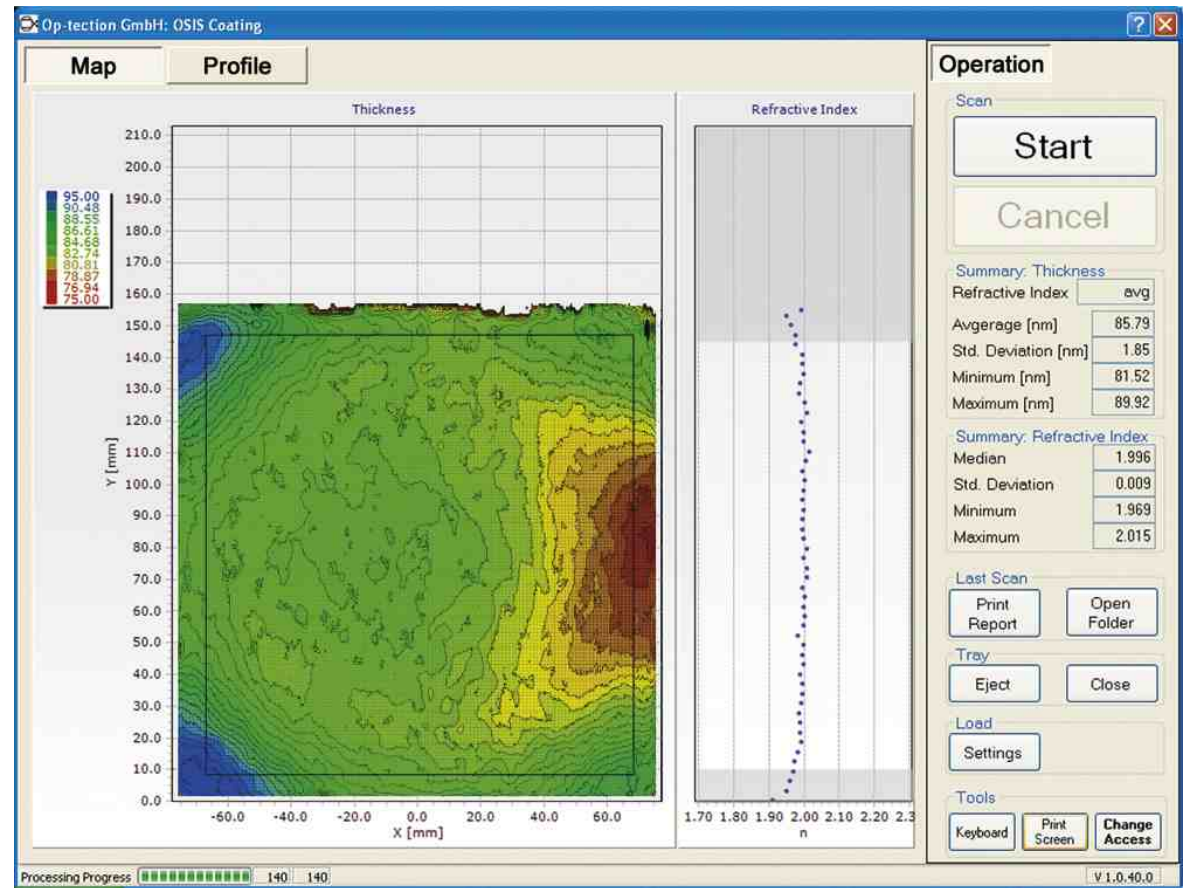 Op-tection GmbH: OSIS Coating
Map
Profile
Operation
Thickness
210.0
200.0
190.0
180.0
170.0
160.0
150.0
140.0
130.0
120.0
110.0
100.0
90.0
80.0
70.0
60.0
50.0
40.0
30.0
20.0
10.0
0.0
Y [mm]
95.00
90.48
88.55
86.61
84.68
82.74
80.81
78.87
76.94
75.00
-60.0 -40.0 -20.0 0.0 20.0 40.0 60.0
X [mm]
Refractive Index
1.70 1.80 1.90 2.00 2.10 2.20 2.3
n
Scan
Start
Cancel
Summary: Thickness
Refractive Index avg
Avgerage [nm] 85.79
Std. Deviation [nm] 1.85
Minimum [nm] 81.52
Maximum [nm] 89.92
Summary: Refractive Index
Median 1.996
Std. Deviation 0.009
Minimum 1.969
Maximum 2.015
Last Scan
Print Open
Report Folder
Tray
Eject Close
Load
Settings
Tools
Keyboard
Print
Screen
Change
Access
Processing Progress 140 140
V 1.0.40.0